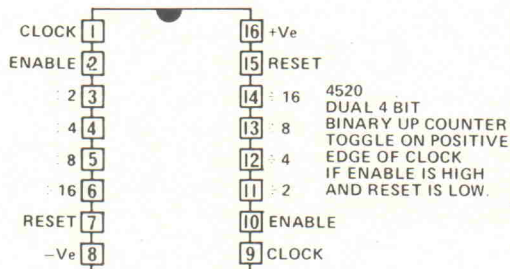 CLOCK 1 16 +Ve
ENABLE 2 15 RESET
÷ 2 3 14 ÷ 16 4520
÷ 4 4 13 ÷ 8 DUAL 4 BIT
BINARY UP COUNTER
÷ 8 5 12 ÷ 4 TOGGLE ON POSITIVE
EDGE OF CLOCK
÷ 16 6 11 ÷ 2 IF ENABLE IS HIGH
AND RESET IS LOW.
RESET 7 10 ENABLE
–Ve 8 9 CLOCK